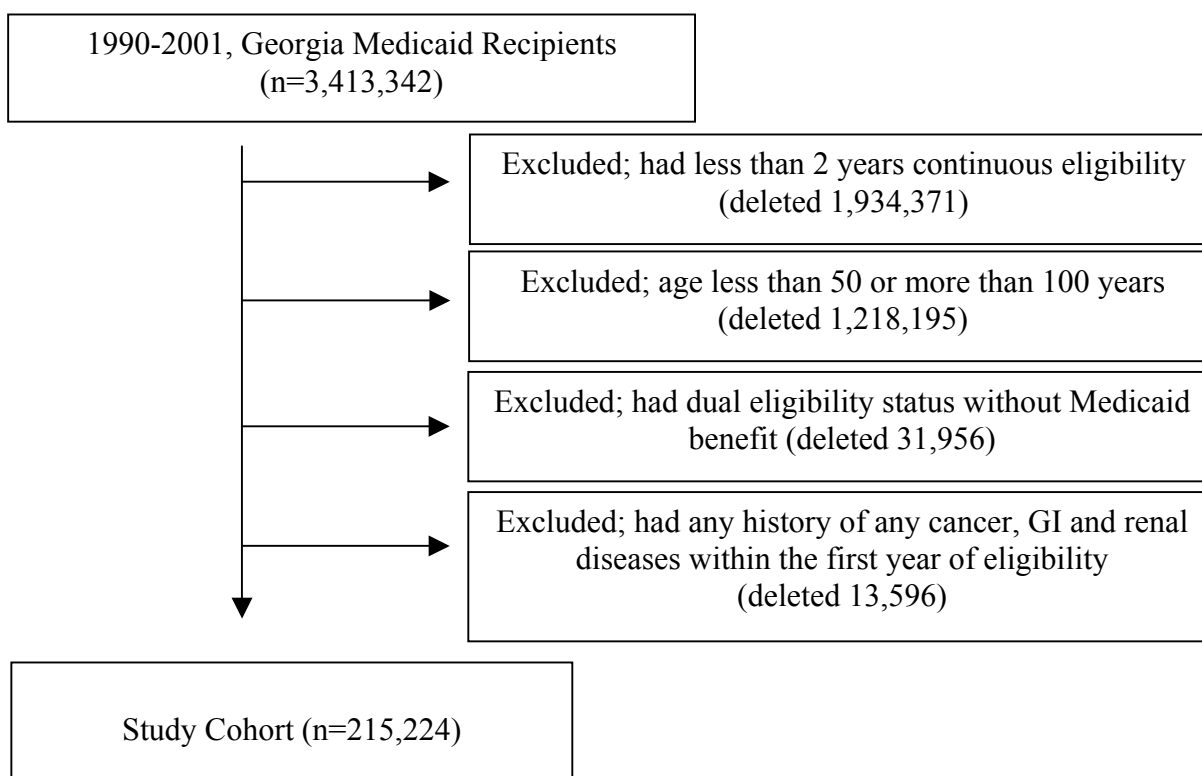 1990-2001, Georgia Medicaid Recipients
(n=3,413,342)
Excluded; had less than 2 years continuous eligibility
(deleted 1,934,371)
Excluded; age less than 50 or more than 100 years
(deleted 1,218,195)
Excluded; had dual eligibility status without Medicaid
benefit (deleted 31,956)
Excluded; had any history of any cancer, GI and renal
diseases within the first year of eligibility
(deleted 13,596)
Study Cohort (n=215,224)